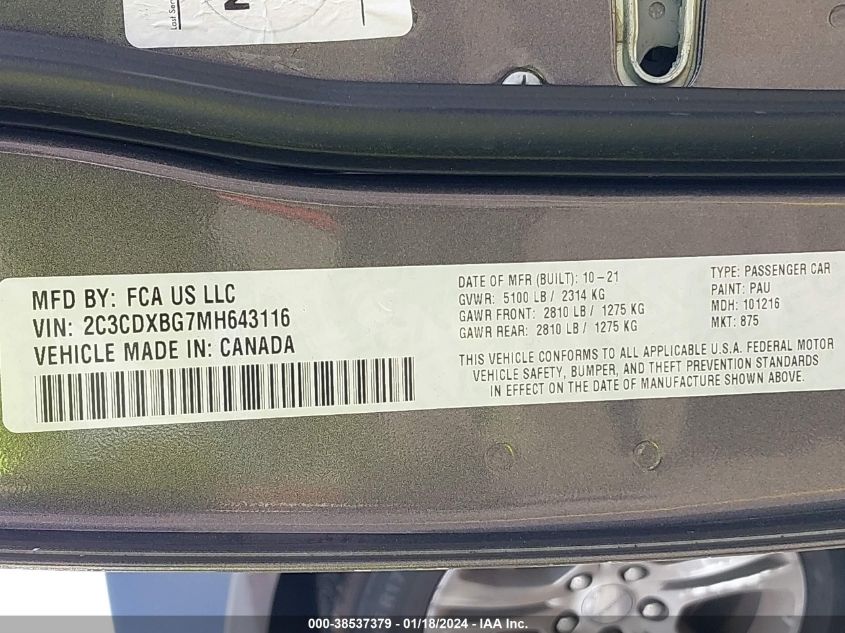 Last Ser
MFD BY: FCA US LLC
VIN: 2C3CDXBG7MH643116
VEHICLE MADE IN: CANADA
DATE OF MFR (BUILT): 10-21
GVWR: 5100 LB / 2314 KG
GAWR FRONT: 2810 LB / 1275 KG
GAWR REAR: 2810 LB / 1275 KG
TYPE: PASSENGER CAR
PAINT: PAU
MDH: 101216
MKT: 875
THIS VEHICLE CONFORMS TO ALL APPLICABLE U.S.A. FEDERAL MOTOR
VEHICLE SAFETY, BUMPER, AND THEFT PREVENTION STANDARDS
IN EFFECT ON THE DATE OF MANUFACTURE SHOWN ABOVE.
000-38537379 - 01/18/2024 - IAA Inc.